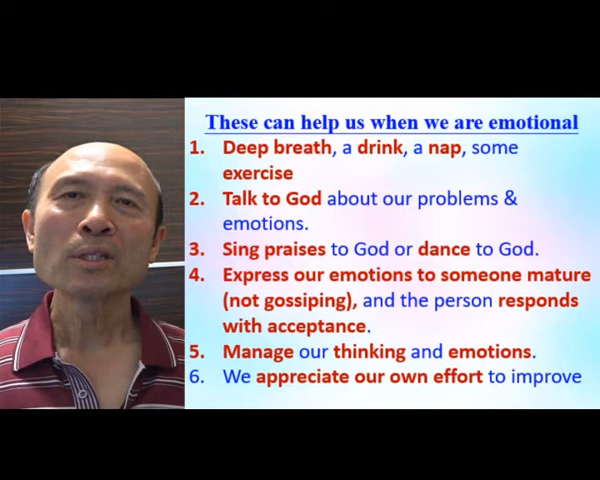 These can help us when we are emotional
1. Deep breath, a drink, a nap, some
exercise
2. Talk to God about our problems &
emotions.
3. Sing praises to God or dance to God.
4. Express our emotions to someone mature
(not gossiping), and the person responds
with acceptance.
5. Manage our thinking and emotions.
6. We appreciate our own effort to improve